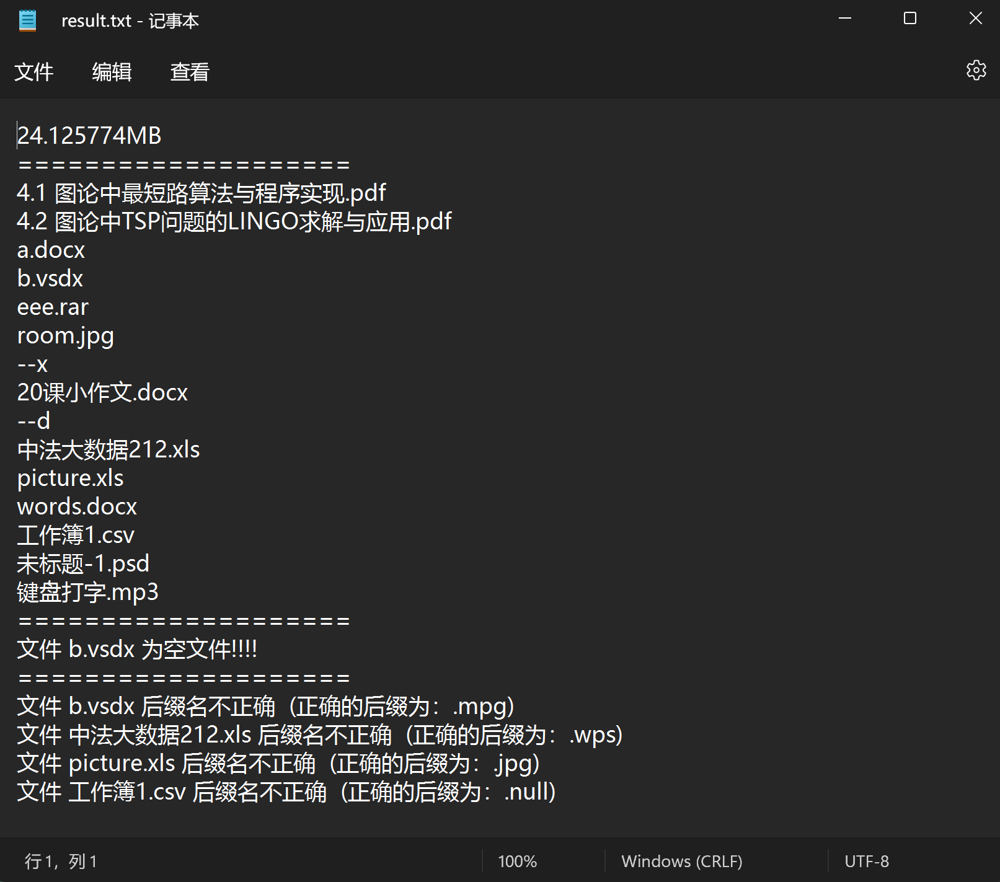 result.txt - 记事本
文件 编辑 查看
24.125774MB
====================
4.1 图论中最短路算法与程序实现.pdf
4.2 图论中TSP问题的LINGO求解与应用.pdf
a.docx
b.vsdx
eee.rar
room.jpg
--x
20课小作文.docx
--d
中法大数据212.xls
picture.xls
words.docx
工作簿1.csv
未标题-1.psd
键盘打字.mp3
====================
文件 b.vsdx 为空文件!!!!
====================
文件 b.vsdx 后缀名不正确（正确的后缀为：.mpg）
文件 中法大数据212.xls 后缀名不正确（正确的后缀为：.wps）
文件 picture.xls 后缀名不正确（正确的后缀为：.jpg）
文件 工作簿1.csv 后缀名不正确（正确的后缀为：.null）
行 1，列 1 100% Windows (CRLF) UTF-8